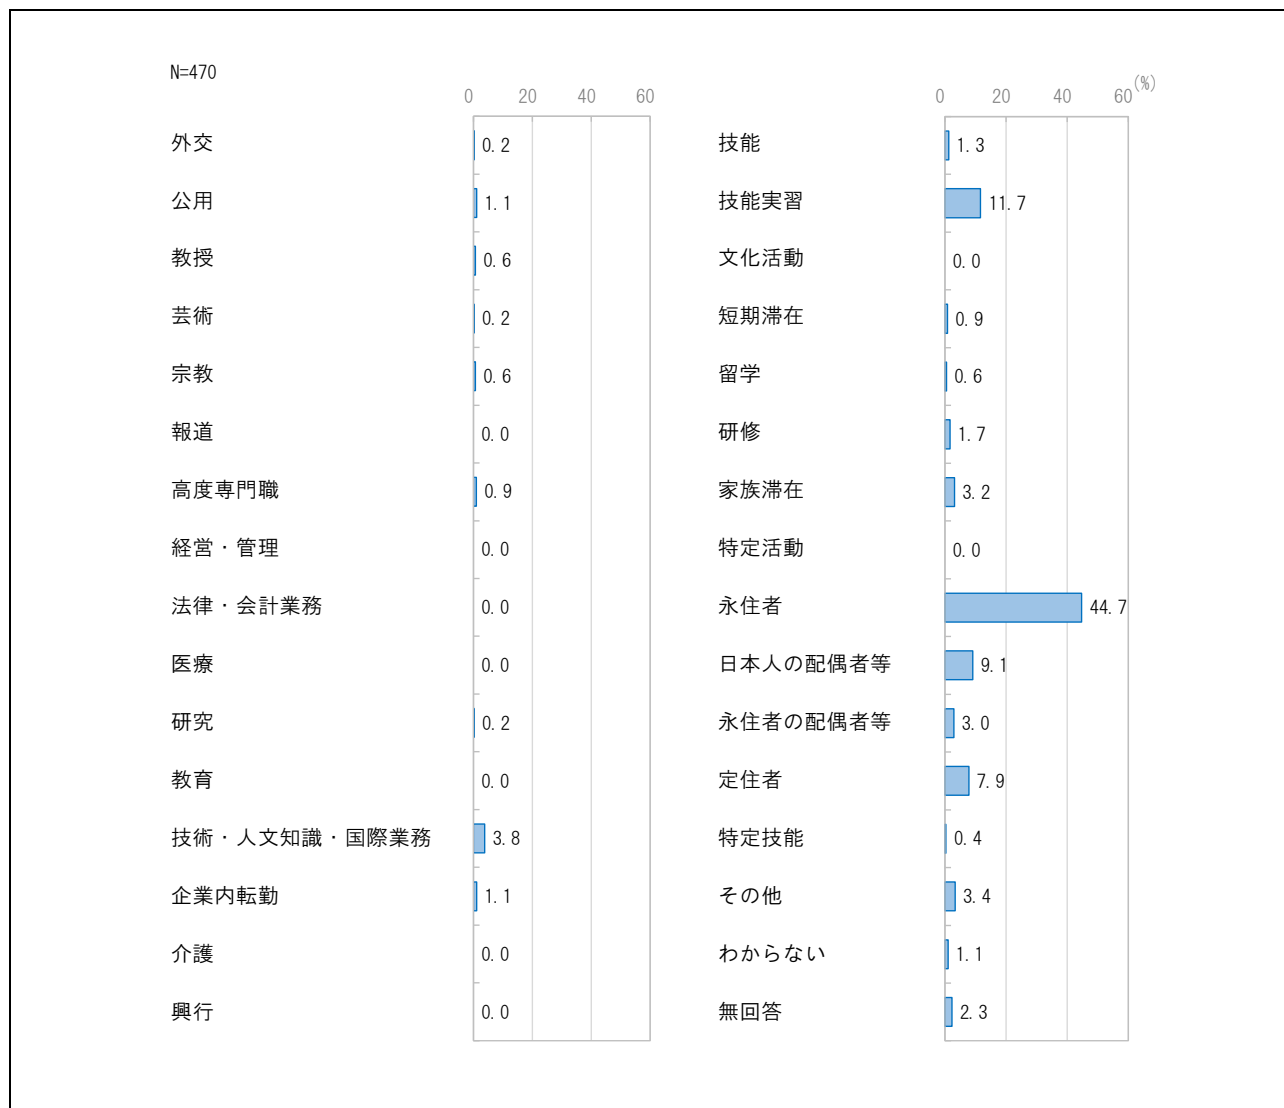 N=470
0 20 40 60
0 20 40 60 (%)
外交 0.2
公用 1.1
教授 0.6
芸術 0.2
宗教 0.6
報道 0.0
高度専門職 0.9
経営・管理 0.0
法律・会計業務 0.0
医療 0.0
研究 0.2
教育 0.0
技術・人文知識・国際業務 3.8
企業内転勤 1.1
介護 0.0
興行 0.0
技能 1.3
技能実習 11.7
文化活動 0.0
短期滞在 0.9
留学 0.6
研修 1.7
家族滞在 3.2
特定活動 0.0
永住者 44.7
日本人の配偶者等 9.1
永住者の配偶者等 3.0
定住者 7.9
特定技能 0.4
その他 3.4
わからない 1.1
無回答 2.3